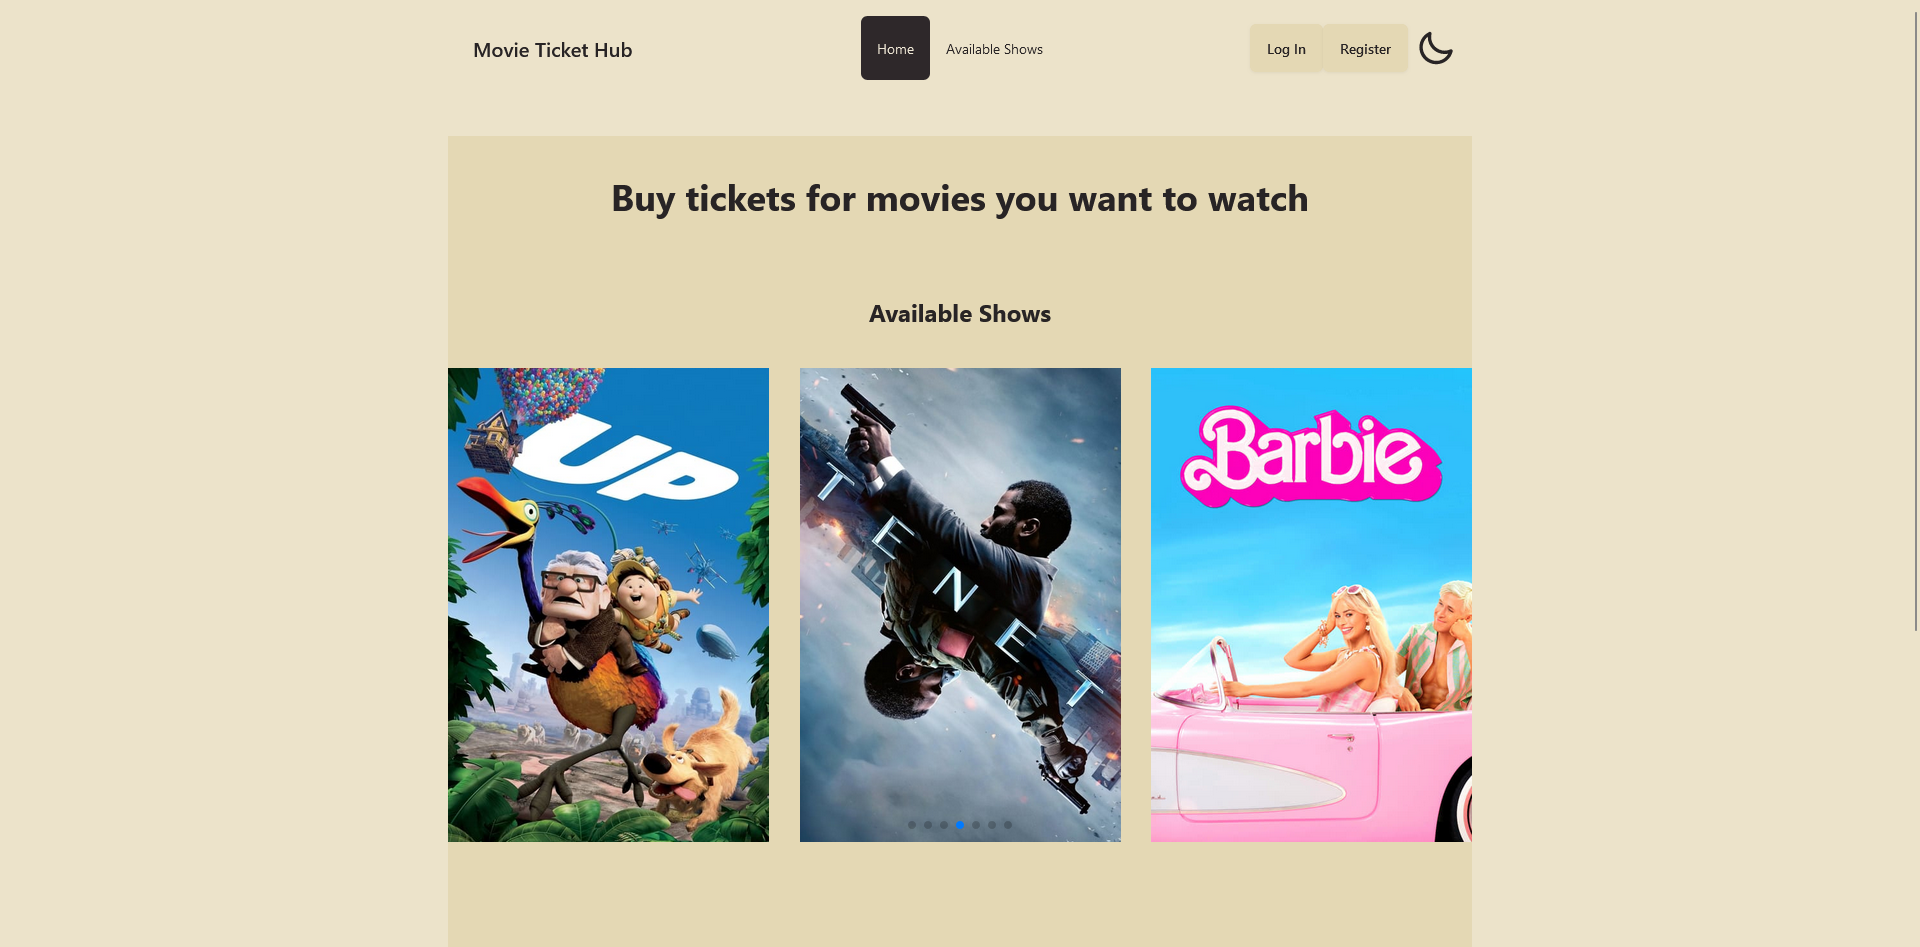 Movie Ticket Hub
Home
Available Shows
Log In
Register
Buy tickets for movies you want to watch
Available Shows
UP
TENET
Barbie